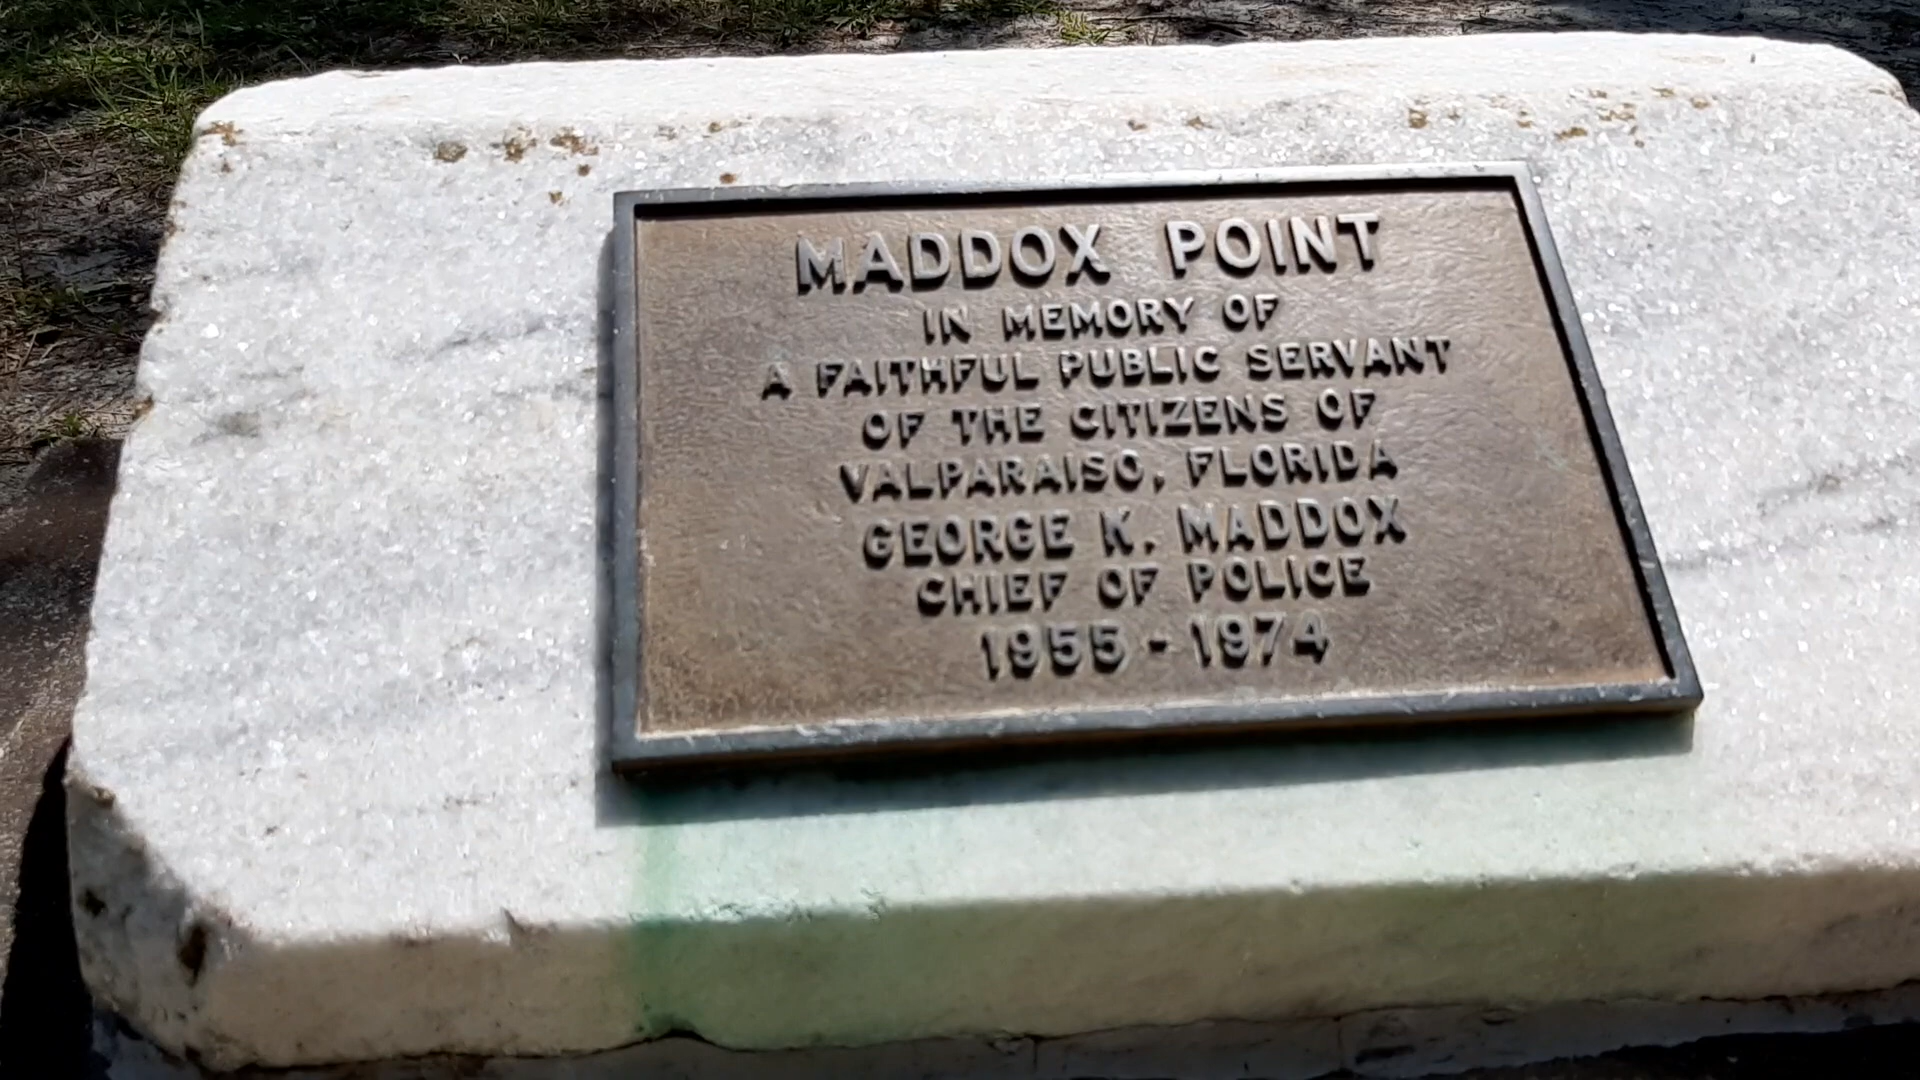 MADDOX POINT
IN MEMORY OF
A FAITHFUL PUBLIC SERVANT
OF THE CITIZENS OF
VALPARAISO, FLORIDA
GEORGE K. MADDOX
CHIEF OF POLICE
1955 - 1974